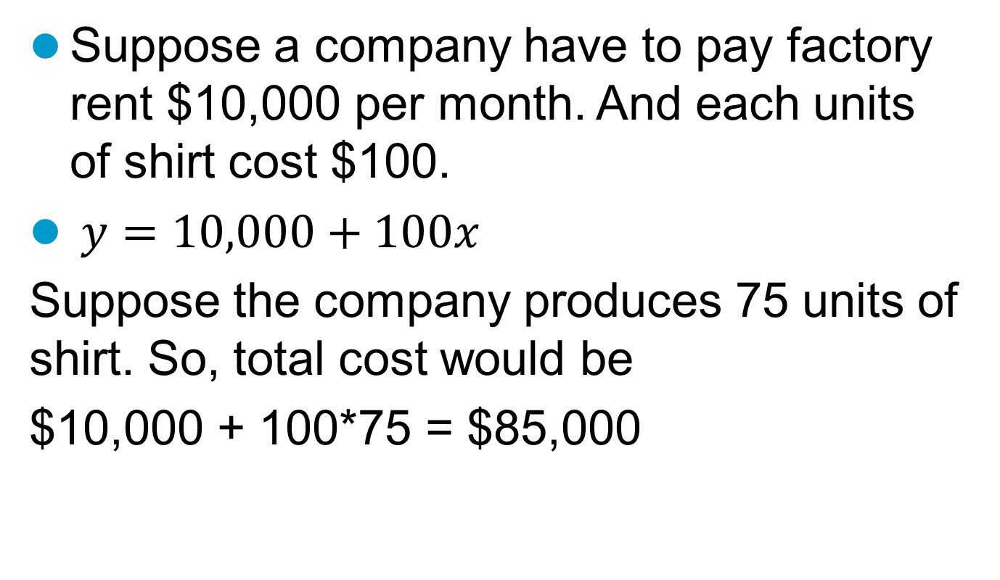 Suppose a company have to pay factory
rent $10,000 per month. And each units
of shirt cost $100.
y = 10,000 + 100x
Suppose the company produces 75 units of
shirt. So, total cost would be
$10,000 + 100*75 = $85,000